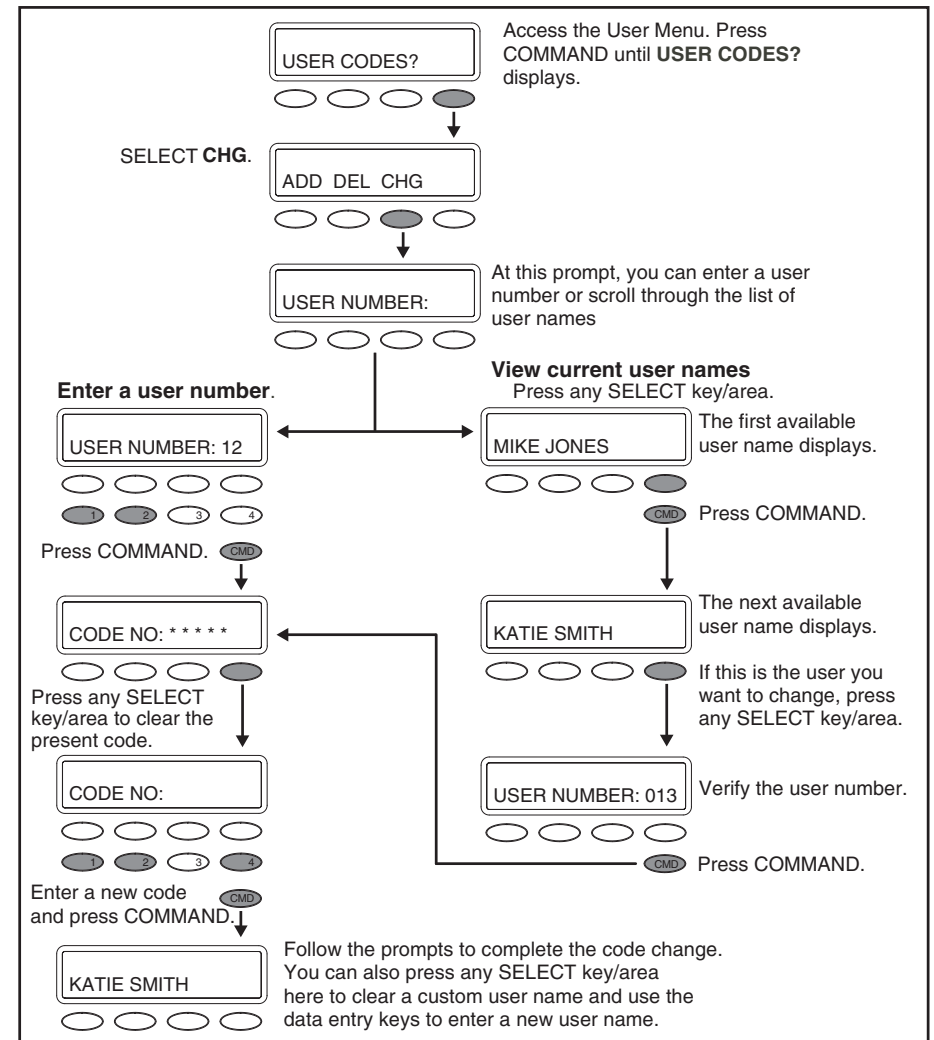 USER CODES?
Access the User Menu. Press
COMMAND until USER CODES?
displays.
SELECT CHG.
ADD DEL CHG
USER NUMBER:
At this prompt, you can enter a user
number or scroll through the list of
user names
Enter a user number.
USER NUMBER: 12
1 2 3 4
Press COMMAND. CMD
View current user names
Press any SELECT key/area.
MIKE JONES
The first available
user name displays.
CMD Press COMMAND.
KATIE SMITH
The next available
user name displays.
If this is the user you
want to change, press
any SELECT key/area.
USER NUMBER: 013
Verify the user number.
CMD Press COMMAND.
CODE NO: * * * * *
Press any SELECT
key/area to clear the
present code.
CODE NO:
1 2 3 4
Enter a new code
and press COMMAND.
CMD
KATIE SMITH
Follow the prompts to complete the code change.
You can also press any SELECT key/area
here to clear a custom user name and use the
data entry keys to enter a new user name.